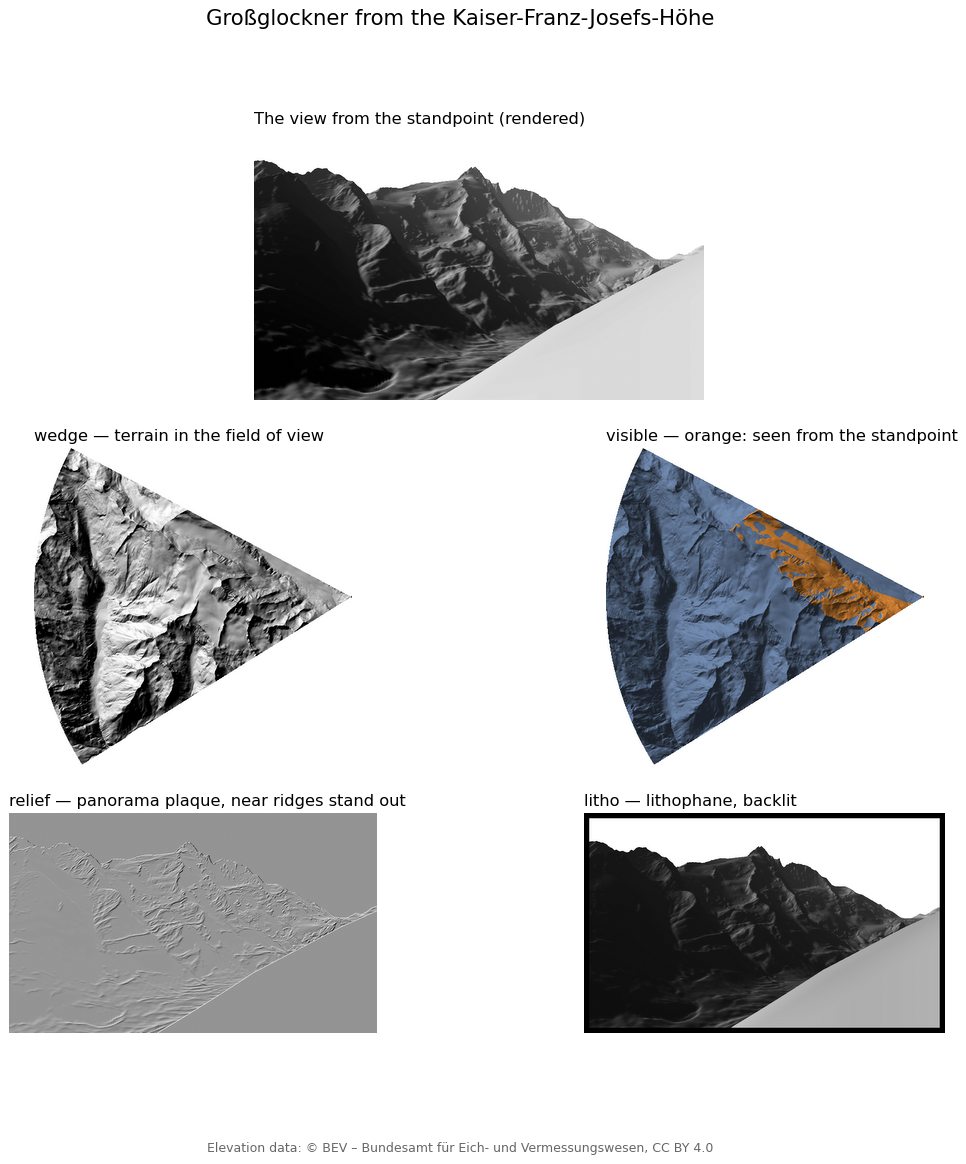 Großglockner from the Kaiser-Franz-Josefs-Höhe
The view from the standpoint (rendered)
wedge — terrain in the field of view
visible — orange: seen from the standpoint
relief — panorama plaque, near ridges stand out
litho — lithophane, backlit
Elevation data: © BEV – Bundesamt für Eich- und Vermessungswesen, CC BY 4.0